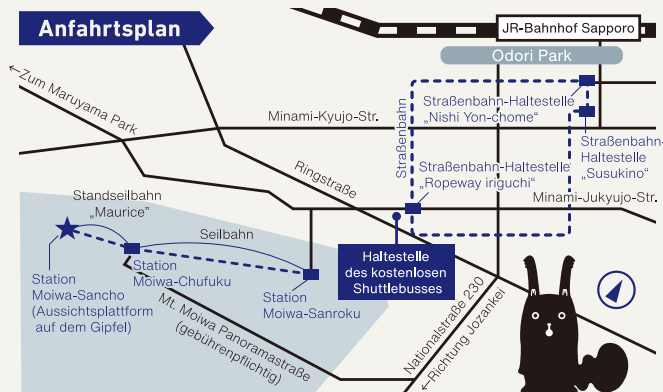 Anfahrtsplan
JR-Bahnhof Sapporo
Odori Park
←Zum Maruyama Park
Straßenbahn-Haltestelle
„Nishi Yon-chome“
Minami-Kyujo-Str.
Straßenbahn
Straßenbahn-
Haltestelle
„Susukino“
Ringstraße
Straßenbahn-Haltestelle
„Ropeway iriguchi“
Minami-Jukyujo-Str.
Standseilbahn
„Maurice“
Seilbahn
Haltestelle
des kostenlosen
Shuttlebusses
Station
Moiwa-Sancho
(Aussichtsplattform
auf dem Gipfel)
Station
Moiwa-Chufuku
Station
Moiwa-Sanroku
Mt. Moiwa Panoramastraße
(gebührenpflichtig)
Nationalstraße 230
←Richtung Jozankei